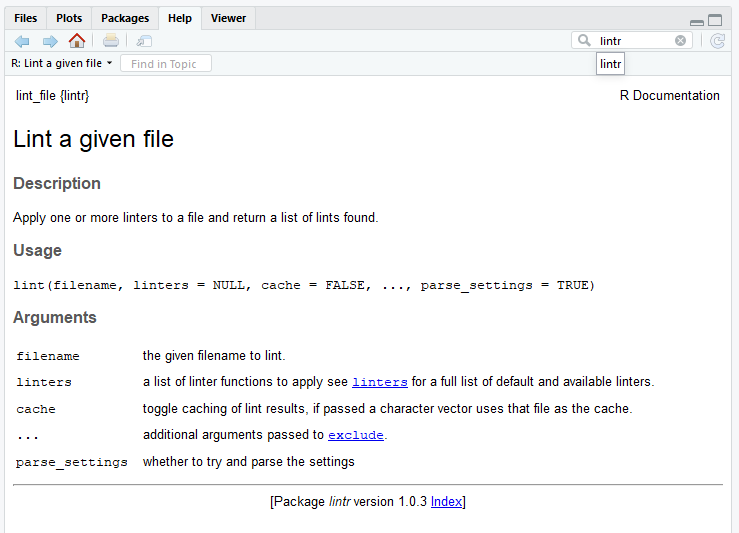 Files Plots Packages Help Viewer
lintr
R: Lint a given file Find in Topic
lintr
lint_file {lintr} R Documentation
Lint a given file
Description
Apply one or more linters to a file and return a list of lints found.
Usage
lint(filename, linters = NULL, cache = FALSE, ..., parse_settings = TRUE)
Arguments
filename the given filename to lint.
linters a list of linter functions to apply see linters for a full list of default and available linters.
cache toggle caching of lint results, if passed a character vector uses that file as the cache.
... additional arguments passed to exclude.
parse_settings whether to try and parse the settings
[Package lintr version 1.0.3 Index]